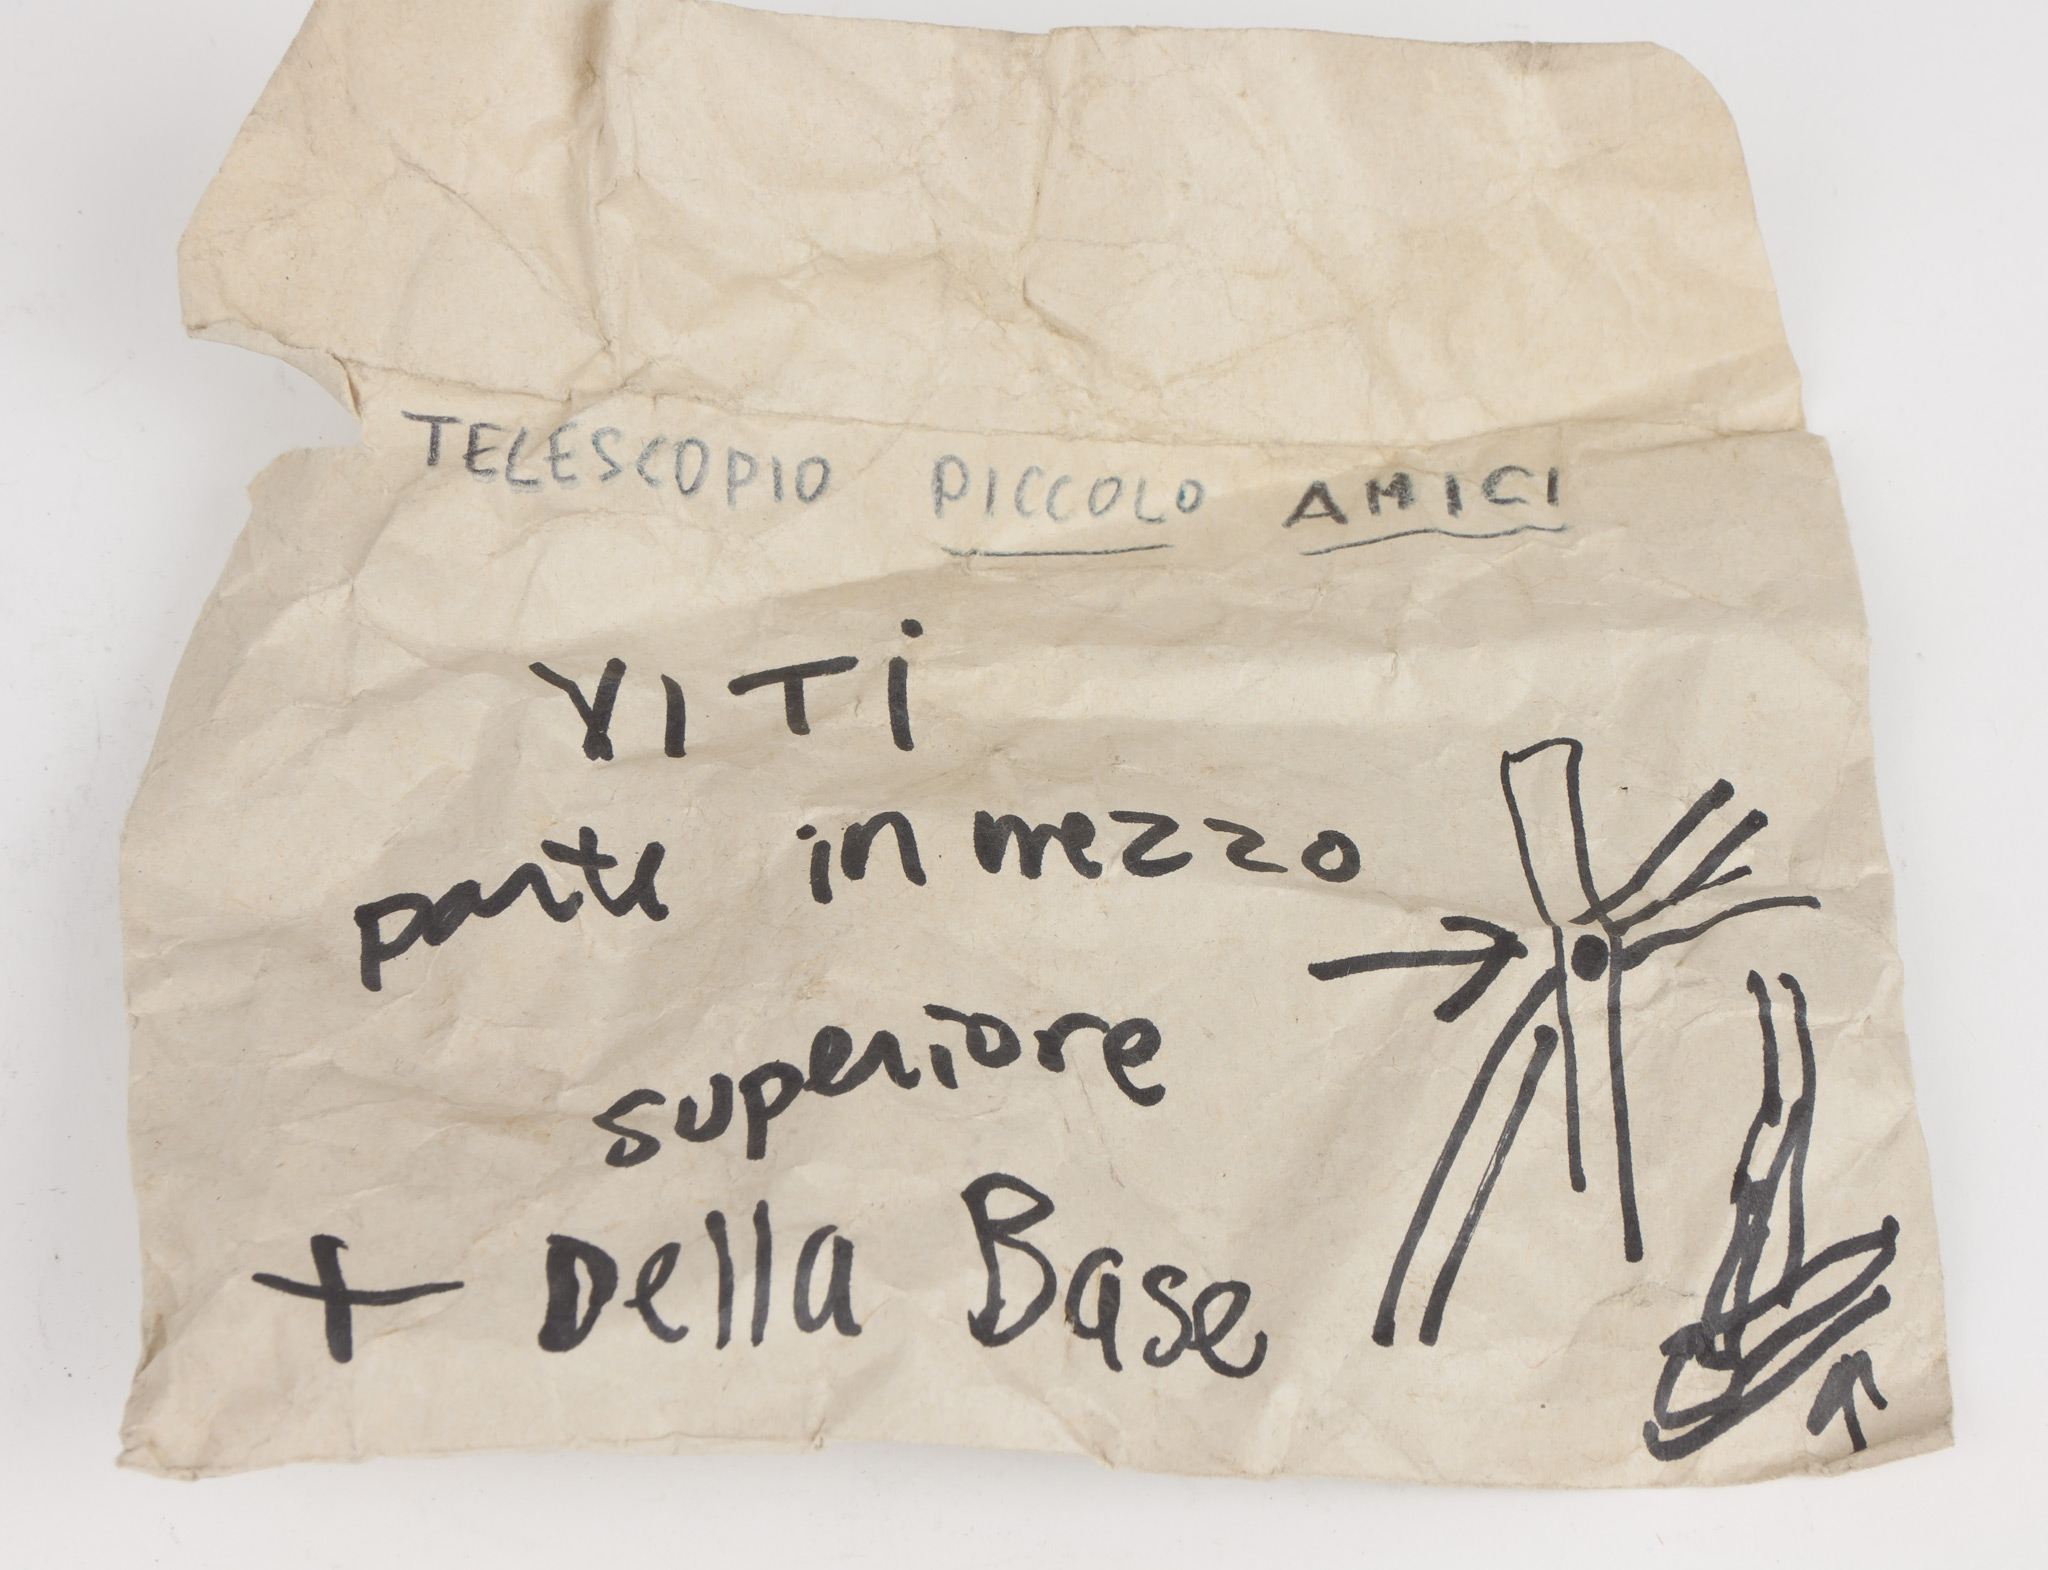 TELESCOPIO PICCOLO AMICI
VITi
parte in mezzo
superiore
+ Della Base